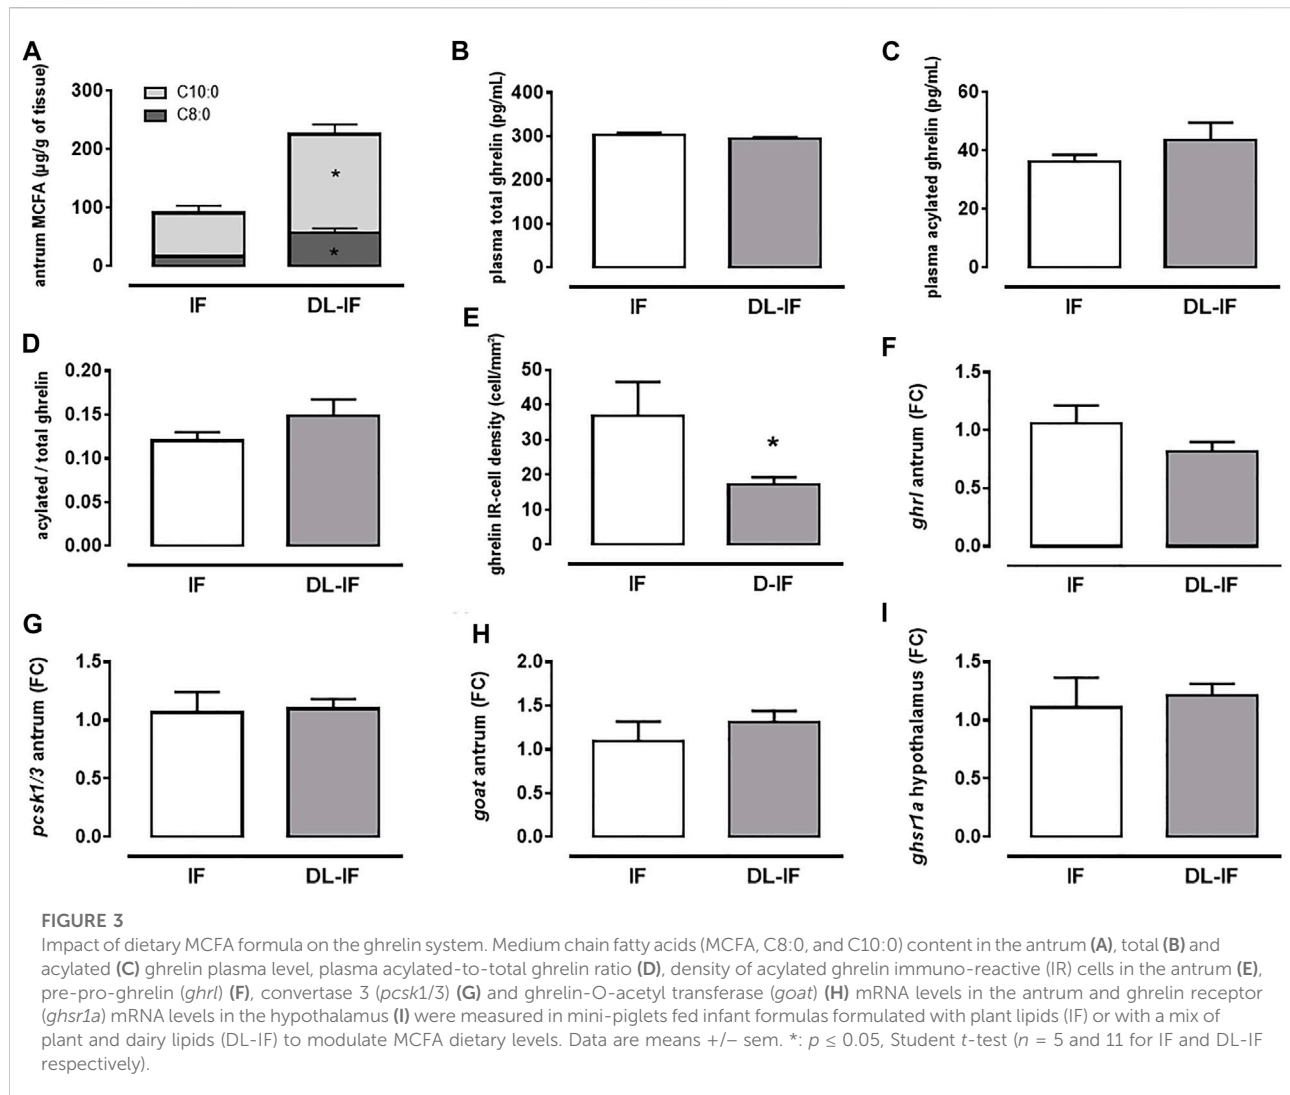 A
antrum MCFA (µg/g of tissue)
300
200
100
0
C10:0
C8:0
*
*
IF
DL-IF
B
plasma total ghrelin (pg/mL)
400
300
200
100
0
IF
DL-IF
C
plasma acylated ghrelin (pg/mL)
60
40
20
0
IF
DL-IF
D
acylated / total ghrelin
0.20
0.15
0.10
0.05
0.00
IF
DL-IF
E
ghrelin IR-cell density (cell/mm²)
50
40
30
20
10
0
*
IF
D-IF
F
ghrl antrum (FC)
1.5
1.0
0.5
0.0
IF
DL-IF
G
pcsk1/3 antrum (FC)
1.5
1.0
0.5
0.0
IF
DL-IF
H
goat antrum (FC)
2.0
1.5
1.0
0.5
0.0
IF
DL-IF
I
ghsr1a hypothalamus (FC)
1.5
1.0
0.5
0.0
IF
DL-IF
FIGURE 3
Impact of dietary MCFA formula on the ghrelin system. Medium chain fatty acids (MCFA, C8:0, and C10:0) content in the antrum (A), total (B) and
acylated (C) ghrelin plasma level, plasma acylated-to-total ghrelin ratio (D), density of acylated ghrelin immuno-reactive (IR) cells in the antrum (E),
pre-pro-ghrelin (ghrl) (F), convertase 3 (pcsk1/3) (G) and ghrelin-O-acetyl transferase (goat) (H) mRNA levels in the antrum and ghrelin receptor
(ghsr1a) mRNA levels in the hypothalamus (I) were measured in mini-piglets fed infant formulas formulated with plant lipids (IF) or with a mix of
plant and dairy lipids (DL-IF) to modulate MCFA dietary levels. Data are means +/− sem. *: p ≤ 0.05, Student t-test (n = 5 and 11 for IF and DL-IF
respectively).